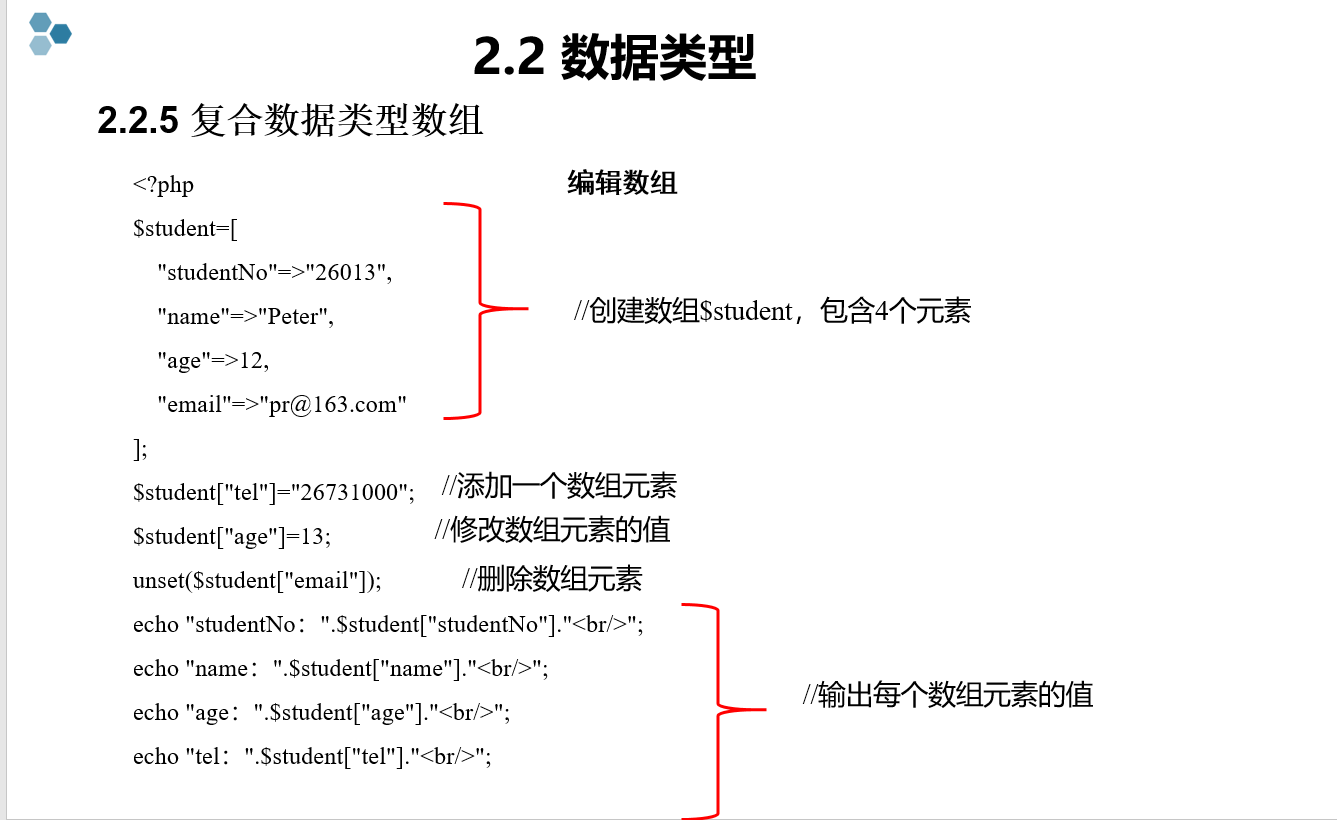 2.2 数据类型
2.2.5 复合数据类型数组
<?php
编辑数组
$student=[
"studentNo"=>"26013",
"name"=>"Peter",
//创建数组$student，包含4个元素
"age"=>12,
"email"=>"pr@163.com"
];
$student["tel"]="26731000"; //添加一个数组元素
$student["age"]=13; //修改数组元素的值
unset($student["email"]); //删除数组元素
echo "studentNo：".$student["studentNo"]."<br/>";
echo "name：".$student["name"]."<br/>";
//输出每个数组元素的值
echo "age：".$student["age"]."<br/>";
echo "tel：".$student["tel"]."<br/>";